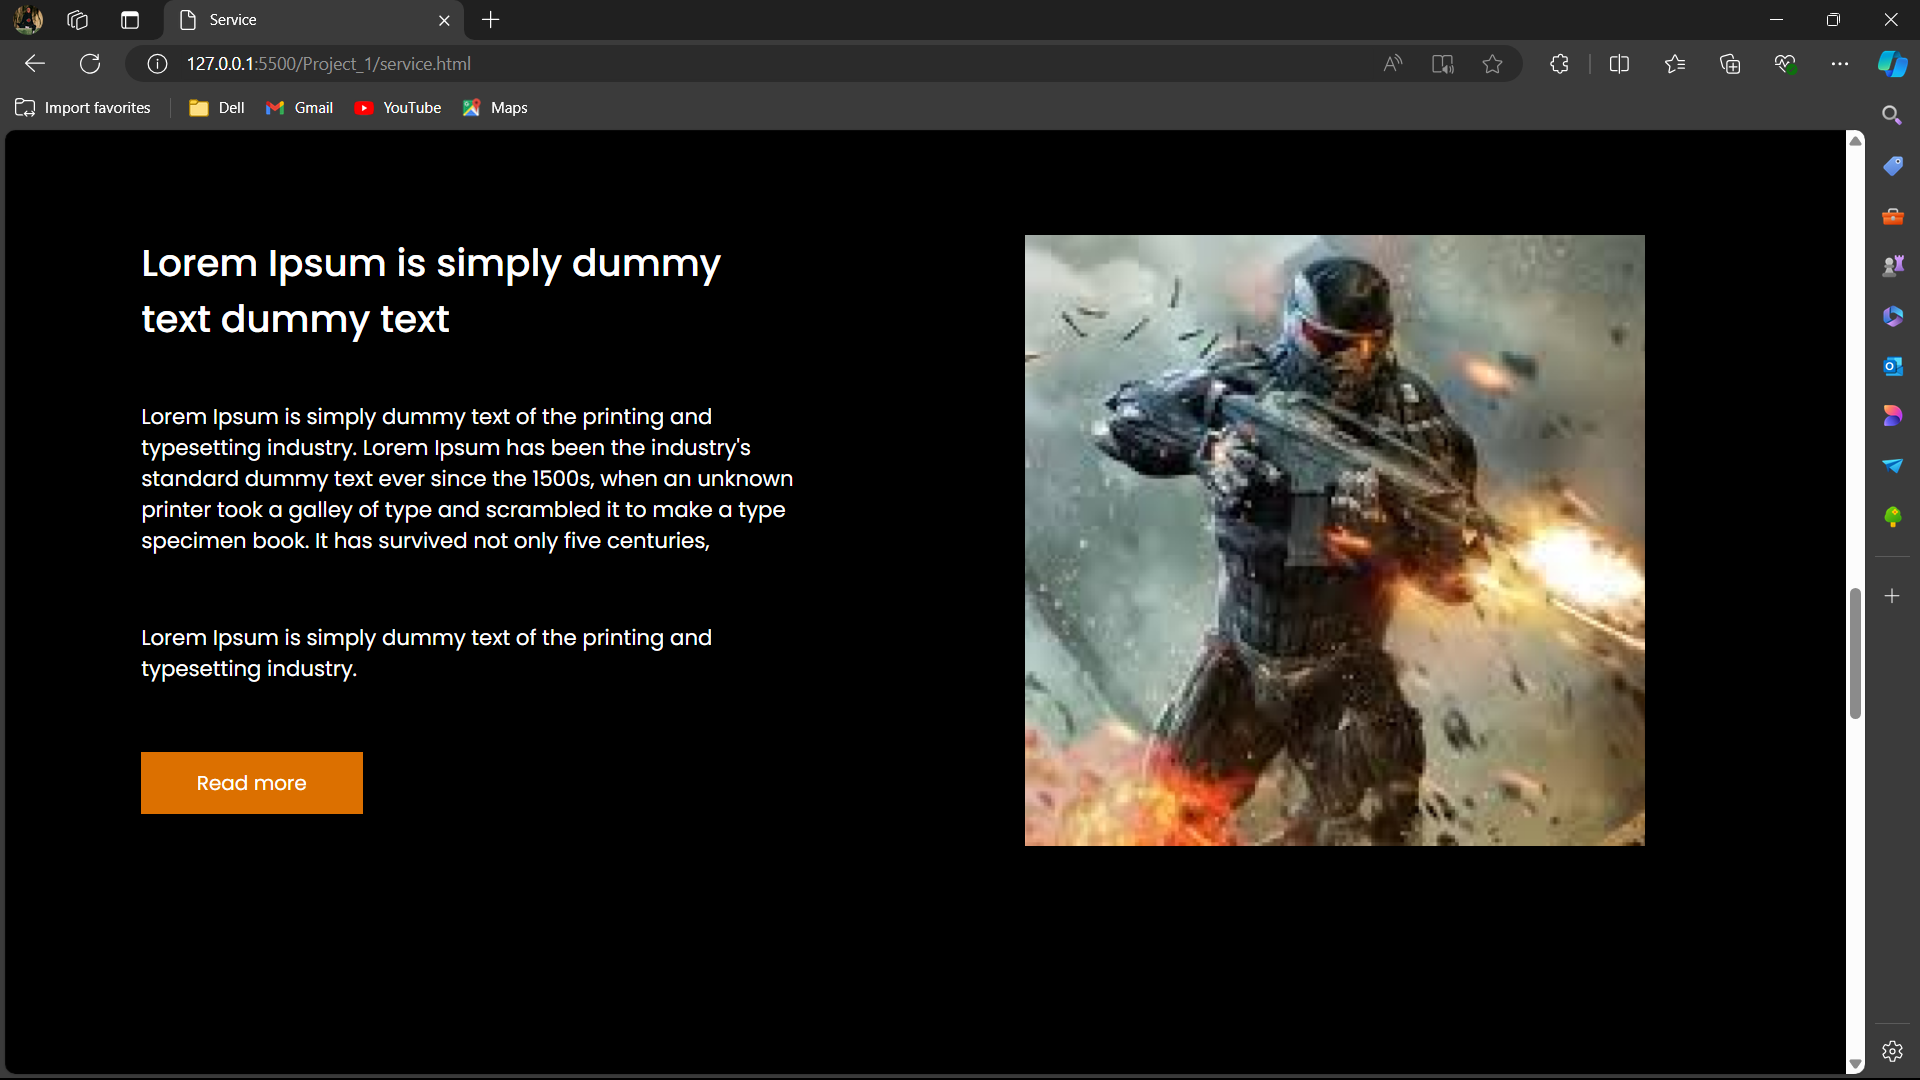 Service
127.0.0.1:5500/Project_1/service.html
Import favorites
Dell
Gmail
YouTube
Maps
Lorem Ipsum is simply dummy
text dummy text
Lorem Ipsum is simply dummy text of the printing and
typesetting industry. Lorem Ipsum has been the industry's
standard dummy text ever since the 1500s, when an unknown
printer took a galley of type and scrambled it to make a type
specimen book. It has survived not only five centuries,
Lorem Ipsum is simply dummy text of the printing and
typesetting industry.
Read more